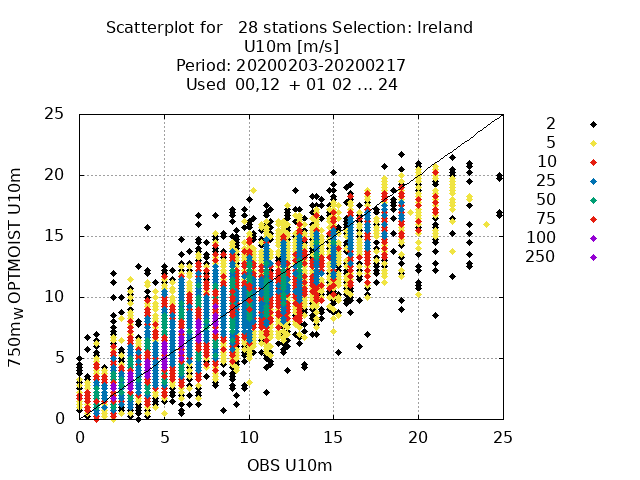 Scatterplot for 28 stations Selection: Ireland
U10m [m/s]
Period: 20200203-20200217
Used 00,12 + 01 02 ... 24
750m_W OPTMOIST U10m
25
20
15
10
5
0
0 5 10 15 20 25
OBS U10m
2
5
10
25
50
75
100
250